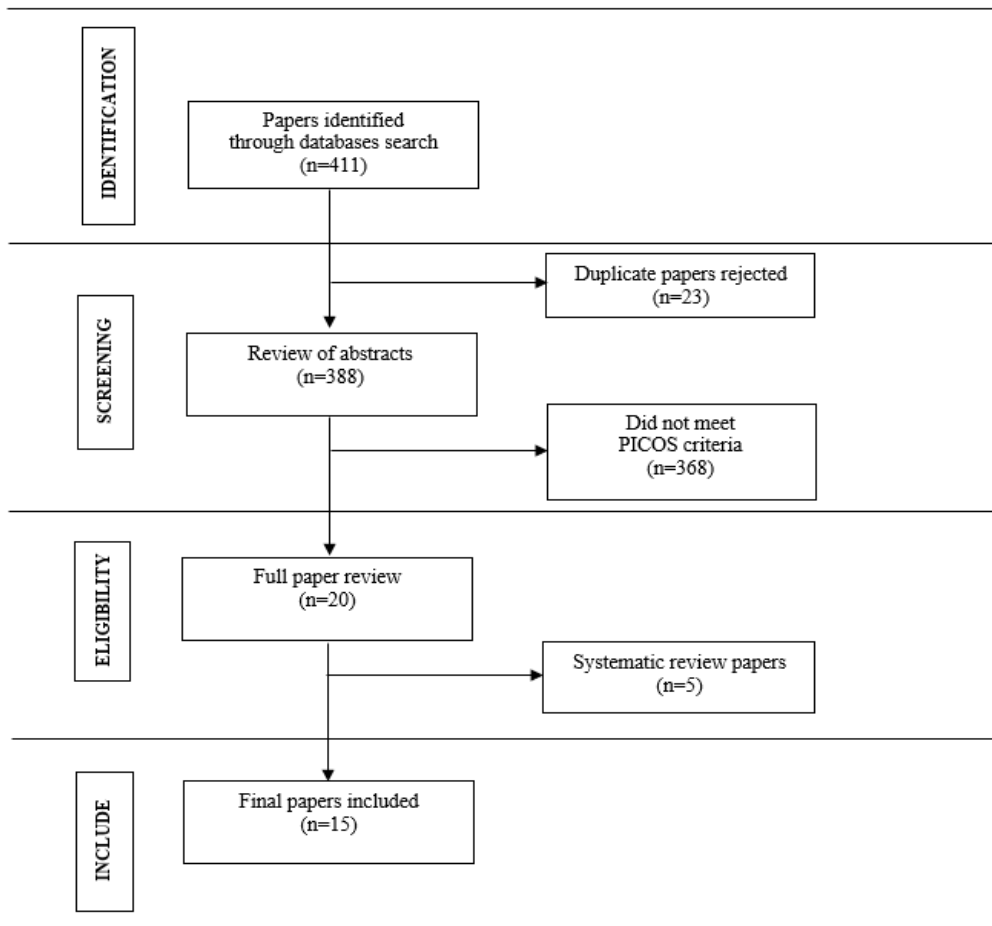 IDENTIFICATION
Papers identified
through databases search
(n=411)
Duplicate papers rejected
(n=23)
SCREENING
Review of abstracts
(n=388)
Did not meet
PICOS criteria
(n=368)
ELIGIBILITY
Full paper review
(n=20)
Systematic review papers
(n=5)
INCLUDE
Final papers included
(n=15)